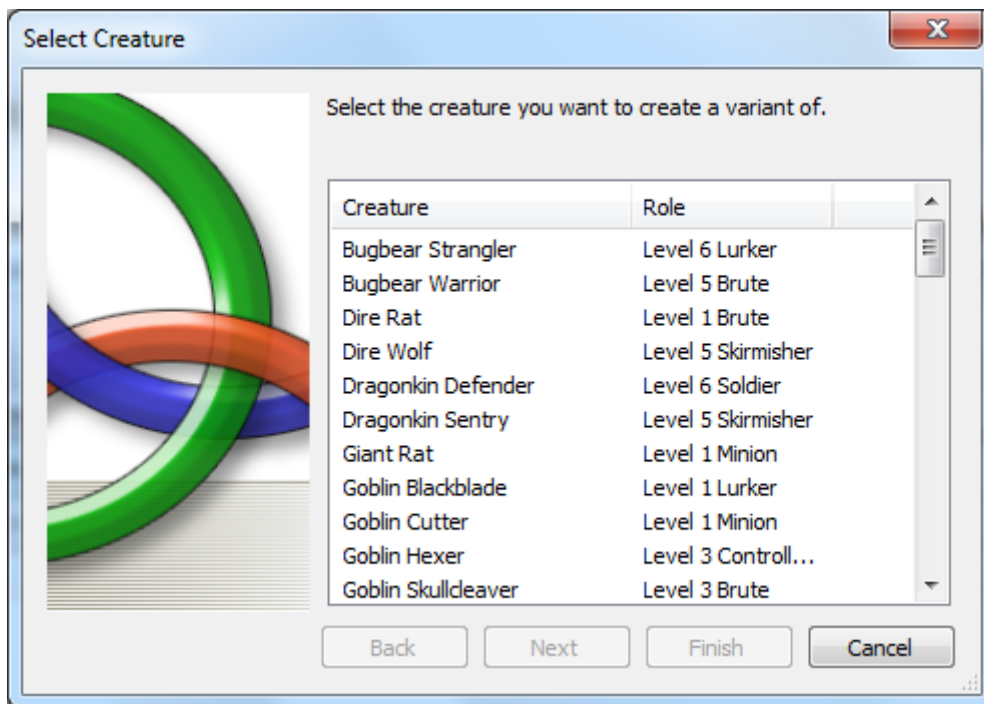 Select Creature
Select the creature you want to create a variant of.
Creature Role
Bugbear Strangler Level 6 Lurker
Bugbear Warrior Level 5 Brute
Dire Rat Level 1 Brute
Dire Wolf Level 5 Skirmisher
Dragonkin Defender Level 6 Soldier
Dragonkin Sentry Level 5 Skirmisher
Giant Rat Level 1 Minion
Goblin Blackblade Level 1 Lurker
Goblin Cutter Level 1 Minion
Goblin Hexer Level 3 Controll...
Goblin Skullcleaver Level 3 Brute
Back Next Finish Cancel